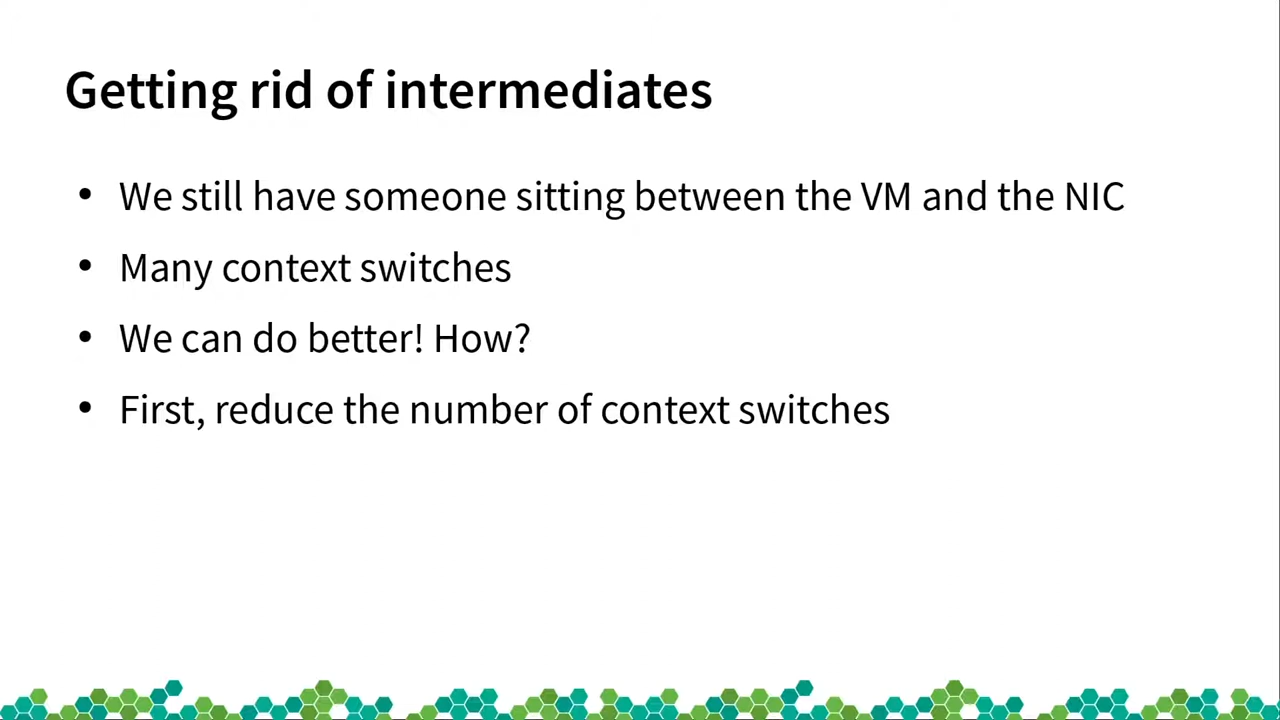 Getting rid of intermediates
• We still have someone sitting between the VM and the NIC
• Many context switches
• We can do better! How?
• First, reduce the number of context switches